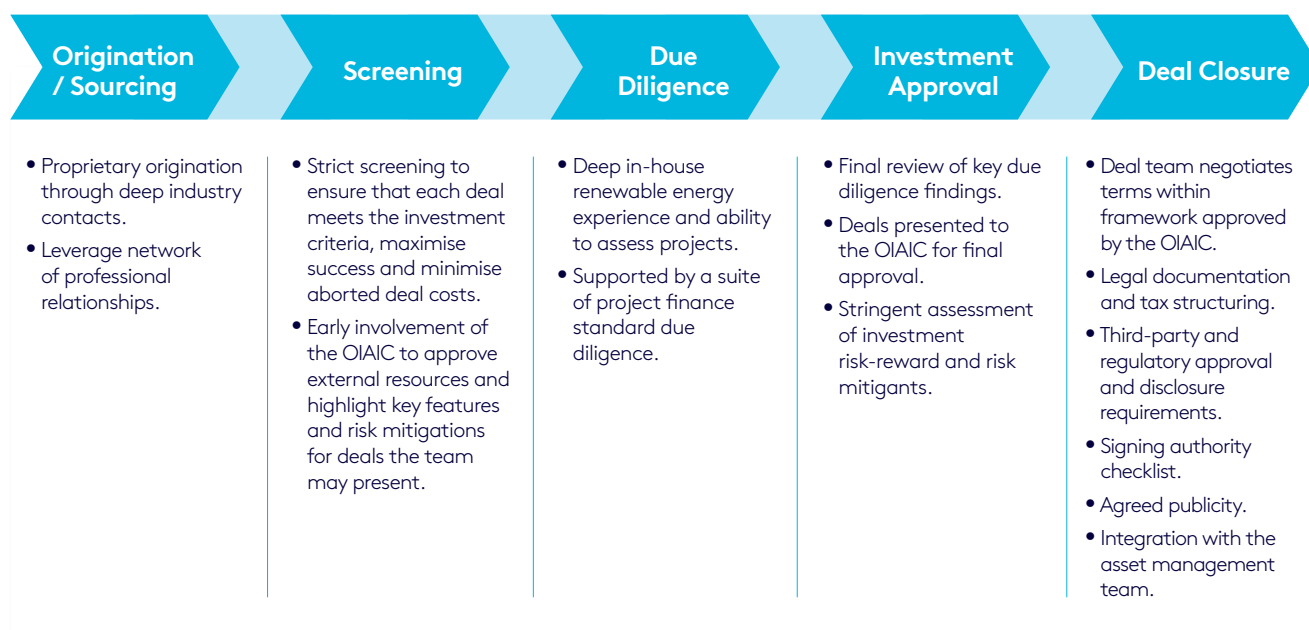 Origination
/ Sourcing
Screening
Due
Diligence
Investment
Approval
Deal Closure
• Proprietary origination
through deep industry
contacts.
• Leverage network
of professional
relationships.
• Strict screening to
ensure that each deal
meets the investment
criteria, maximise
success and minimise
aborted deal costs.
• Early involvement of
the OIAIC to approve
external resources and
highlight key features
and risk mitigations
for deals the team
may present.
• Deep in-house
renewable energy
experience and ability
to assess projects.
• Supported by a suite
of project finance
standard due
diligence.
• Final review of key due
diligence findings.
• Deals presented to
the OIAIC for final
approval.
• Stringent assessment
of investment
risk-reward and risk
mitigants.
• Deal team negotiates
terms within
framework approved
by the OIAIC.
• Legal documentation
and tax structuring.
• Third-party and
regulatory approval
and disclosure
requirements.
• Signing authority
checklist.
• Agreed publicity.
• Integration with the
asset management
team.